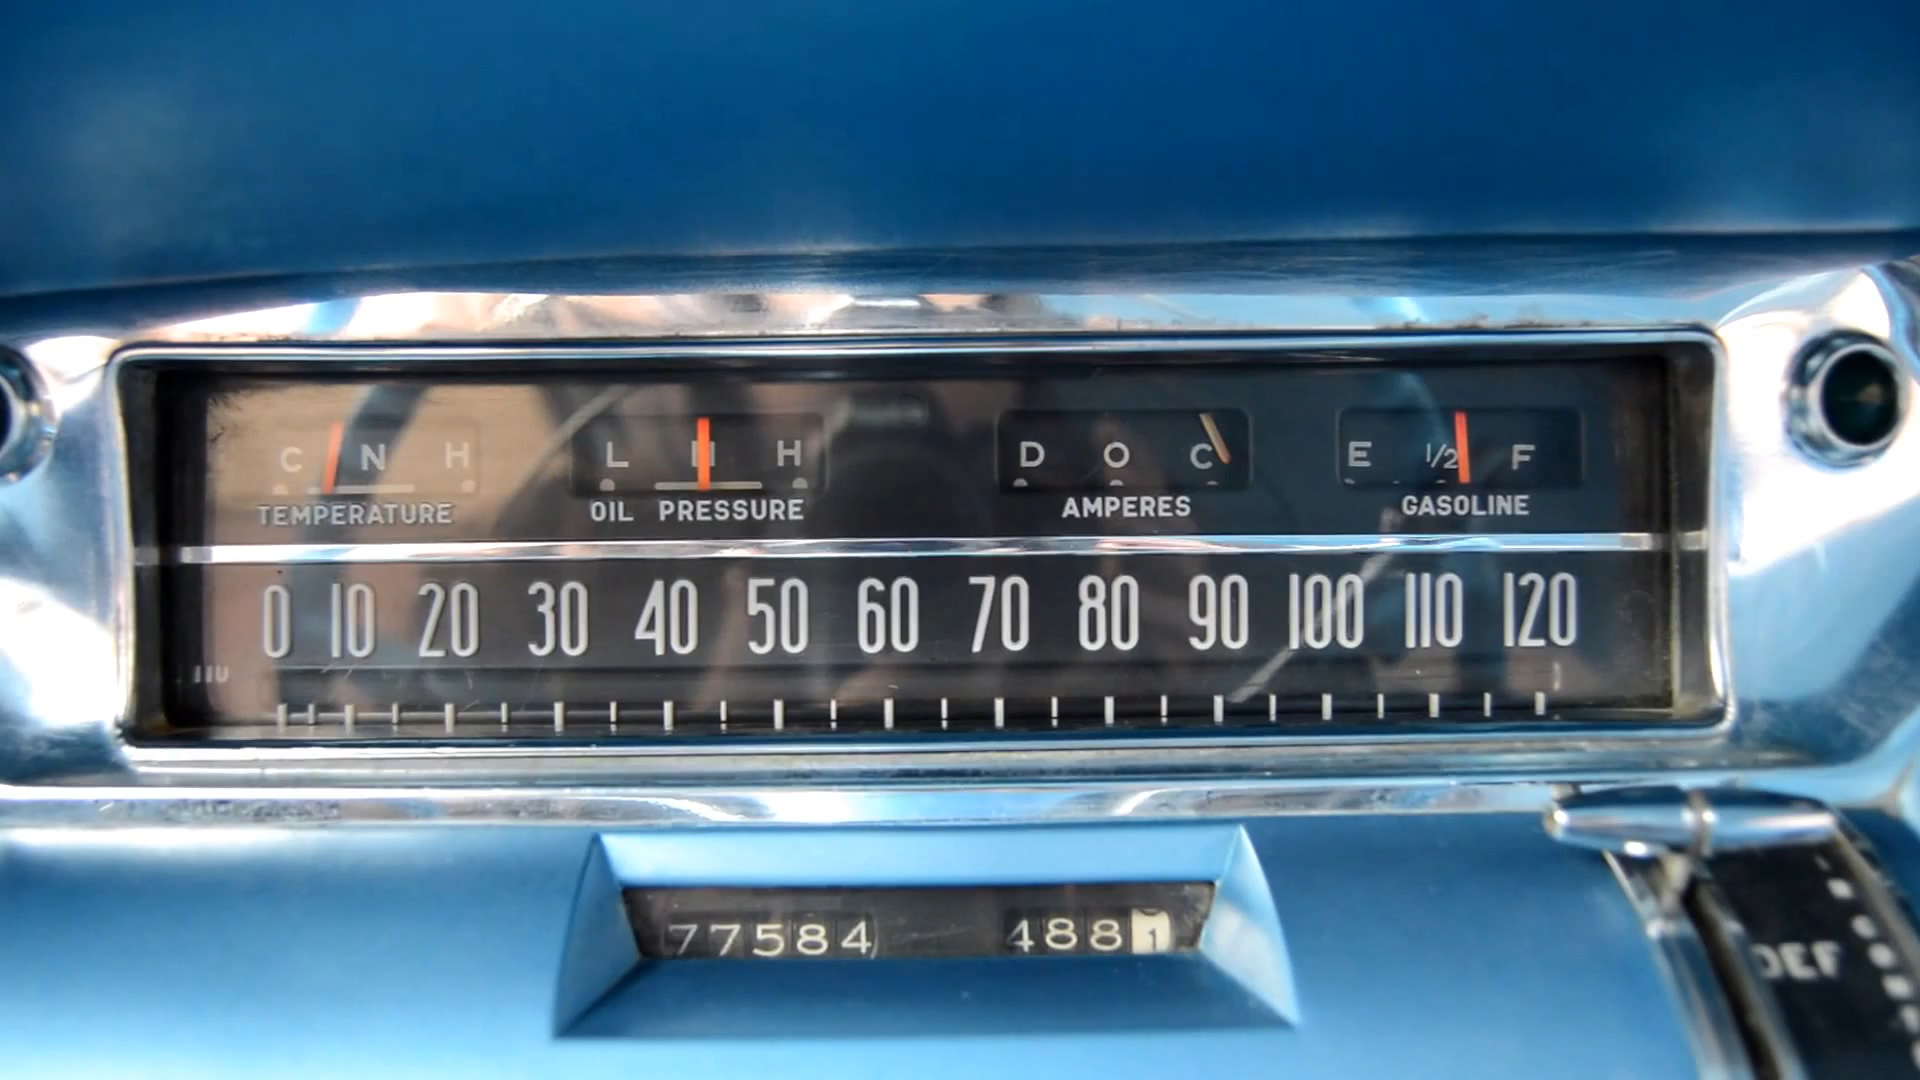 C N H L N H D O C E 1/2 F
TEMPERATURE OIL PRESSURE AMPERES GASOLINE
0 10 20 30 40 50 60 70 80 90 100 110 120
77584 4881
DEF